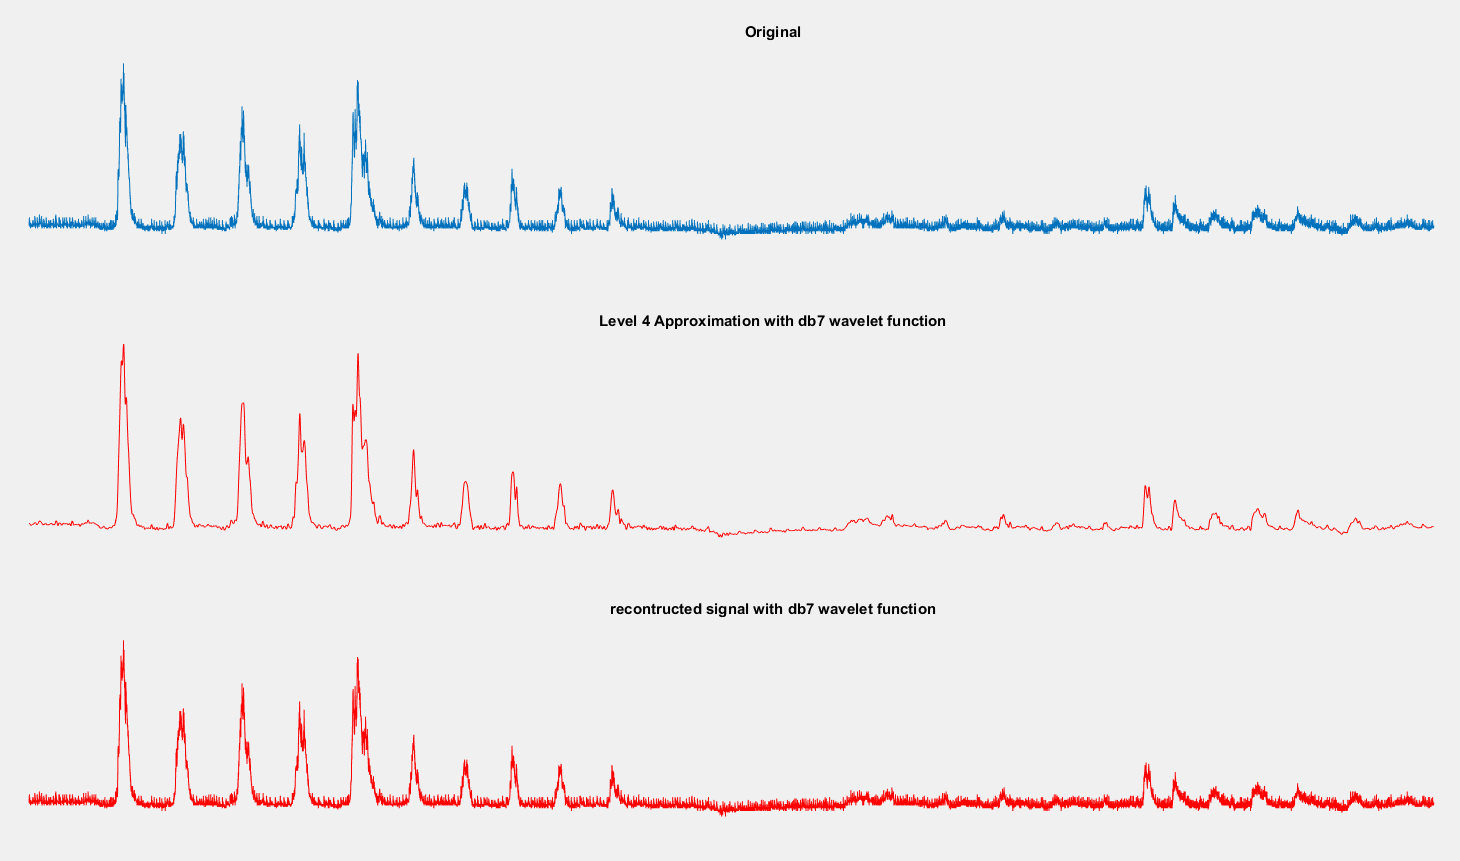 Original
Level 4 Approximation with db7 wavelet function
recontructed signal with db7 wavelet function